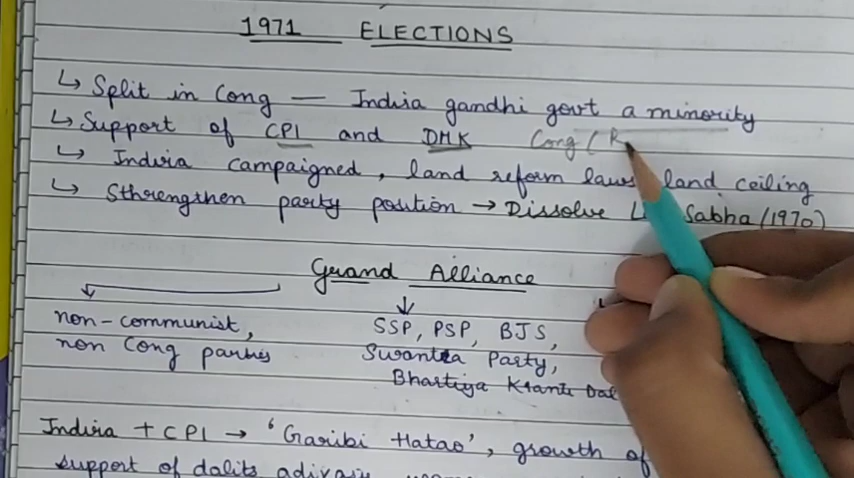 1971 ELECTIONS
↳ Split in Cong — Indira gandhi govt a minority
↳ Support of CPI and DMK Cong (R
↳ Indira campaigned, land reform laws land ceiling
↳ Sthrengthen party position → Dissolve Sabha (1970)
Grand Alliance
non-communist,
non Cong parties
SSP, PSP, BJS,
Swantra Party,
Bhartiya Kranti Dal
Indira + CPI → 'Garibi Hatao', growth of
support of dalits adivasis